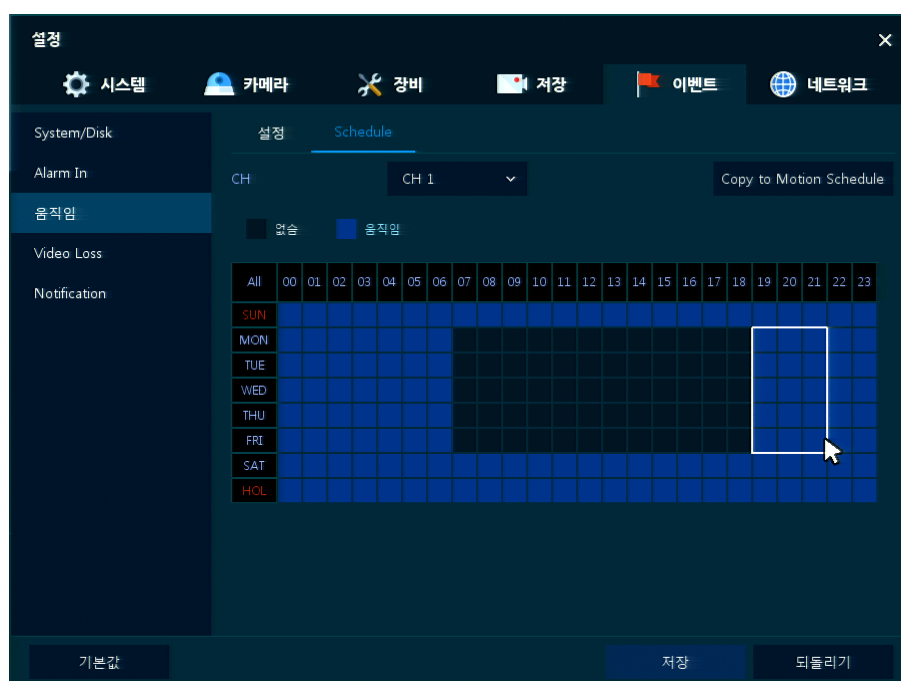 설정
시스템 카메라 장비 저장 이벤트 네트워크
System/Disk
Alarm In
움직임
Video Loss
Notification
설정 Schedule
CH CH 1 Copy to Motion Schedule
없슴 움직임
All 00 01 02 03 04 05 06 07 08 09 10 11 12 13 14 15 16 17 18 19 20 21 22 23
SUN
MON
TUE
WED
THU
FRI
SAT
HOL
기본값 저장 되돌리기